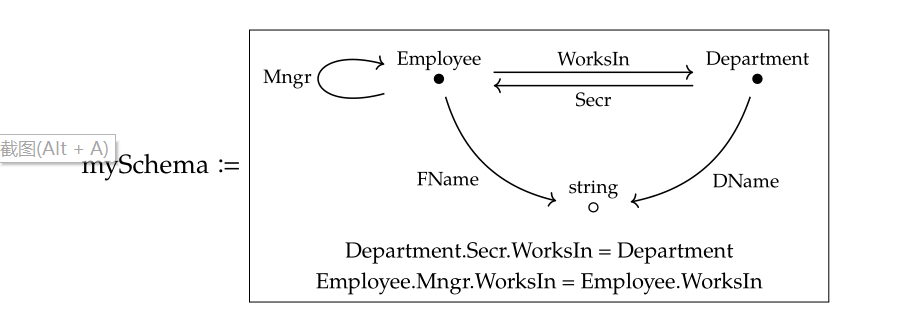 Employee
WorksIn
Department
Mngr
Secr
截图(Alt + A)
mySchema :=
FName
string
DName
Department.Secr.WorksIn = Department
Employee.Mngr.WorksIn = Employee.WorksIn